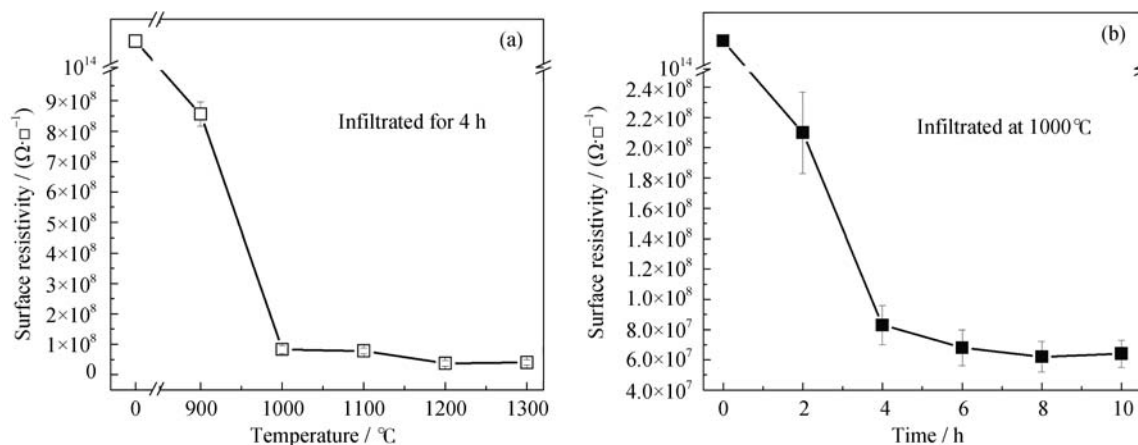 (a)
10¹⁴
9×10⁸
8×10⁸
7×10⁸
6×10⁸
5×10⁸
4×10⁸
3×10⁸
2×10⁸
1×10⁸
0
Surface resistivity / (Ω·□⁻¹)
Infiltrated for 4 h
0 900 1000 1100 1200 1300
Temperature / ℃
(b)
10¹⁴
2.4×10⁸
2.2×10⁸
2.0×10⁸
1.8×10⁸
1.6×10⁸
1.4×10⁸
1.2×10⁸
1.0×10⁸
8.0×10⁷
6.0×10⁷
4.0×10⁷
Surface resistivity / (Ω·□⁻¹)
Infiltrated at 1000℃
0 2 4 6 8 10
Time / h